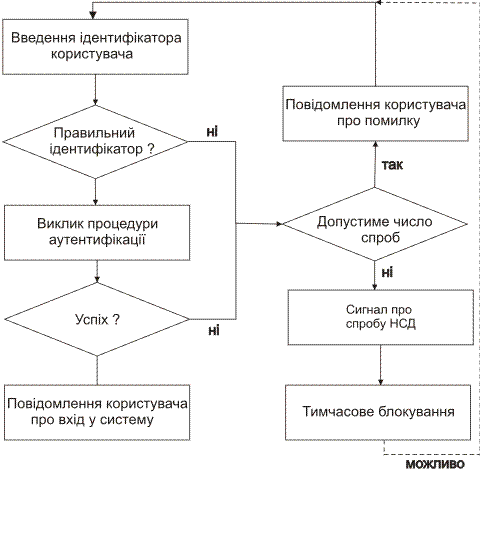 Введення ідентифікатора
користувача
Правильний
ідентифікатор ?
ні
Виклик процедури
аутентифікації
Успіх ?
ні
Повідомлення користувача
про вхід у систему
Повідомлення користувача
про помилку
так
Допустиме число
спроб
ні
Сигнал про
спробу НСД
Тимчасове блокування
можливо